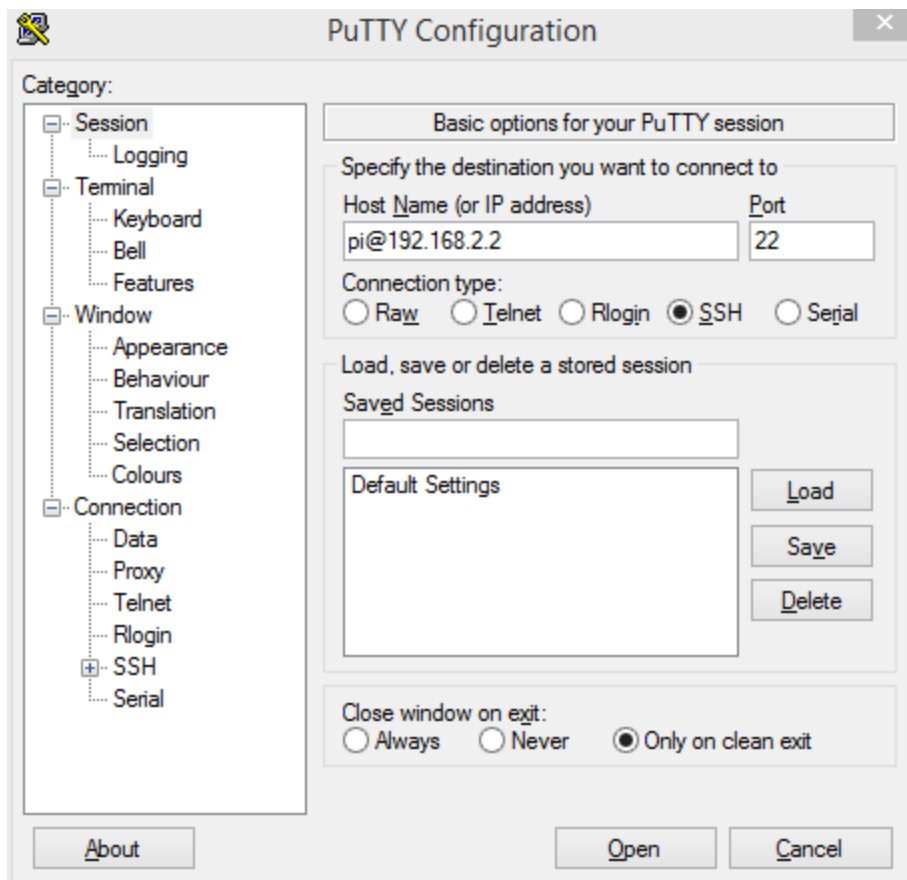 PuTTY Configuration
Category:
Session
Logging
Terminal
Keyboard
Bell
Features
Window
Appearance
Behaviour
Translation
Selection
Colours
Connection
Data
Proxy
Telnet
Rlogin
SSH
Serial
Basic options for your PuTTY session
Specify the destination you want to connect to
Host Name (or IP address) Port
pi@192.168.2.2 22
Connection type:
Raw Telnet Rlogin SSH Serial
Load, save or delete a stored session
Saved Sessions
Default Settings
Load
Save
Delete
Close window on exit:
Always Never Only on clean exit
About Open Cancel